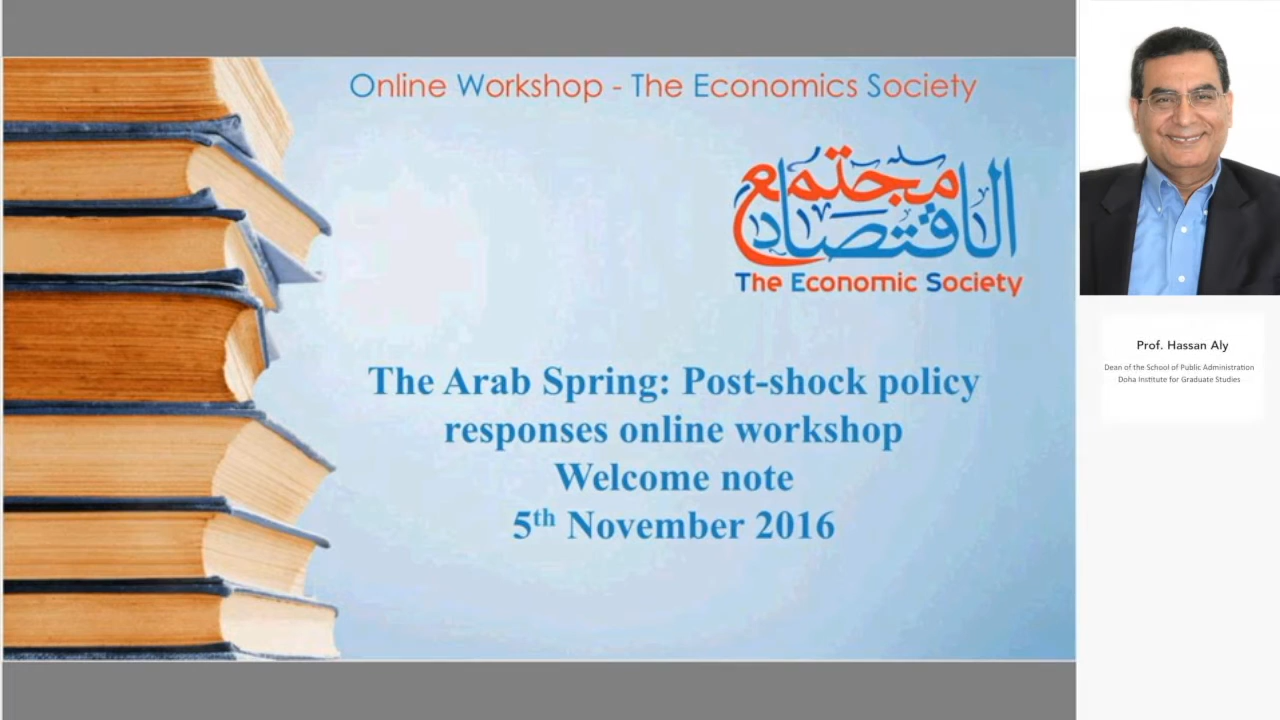 Online Workshop - The Economics Society
مجتمع
الاقتصاد
The Economic Society
The Arab Spring: Post-shock policy
responses online workshop
Welcome note
5th November 2016
Prof. Hassan Aly
Dean of the School of Public Administration
Doha Institute for Graduate Studies